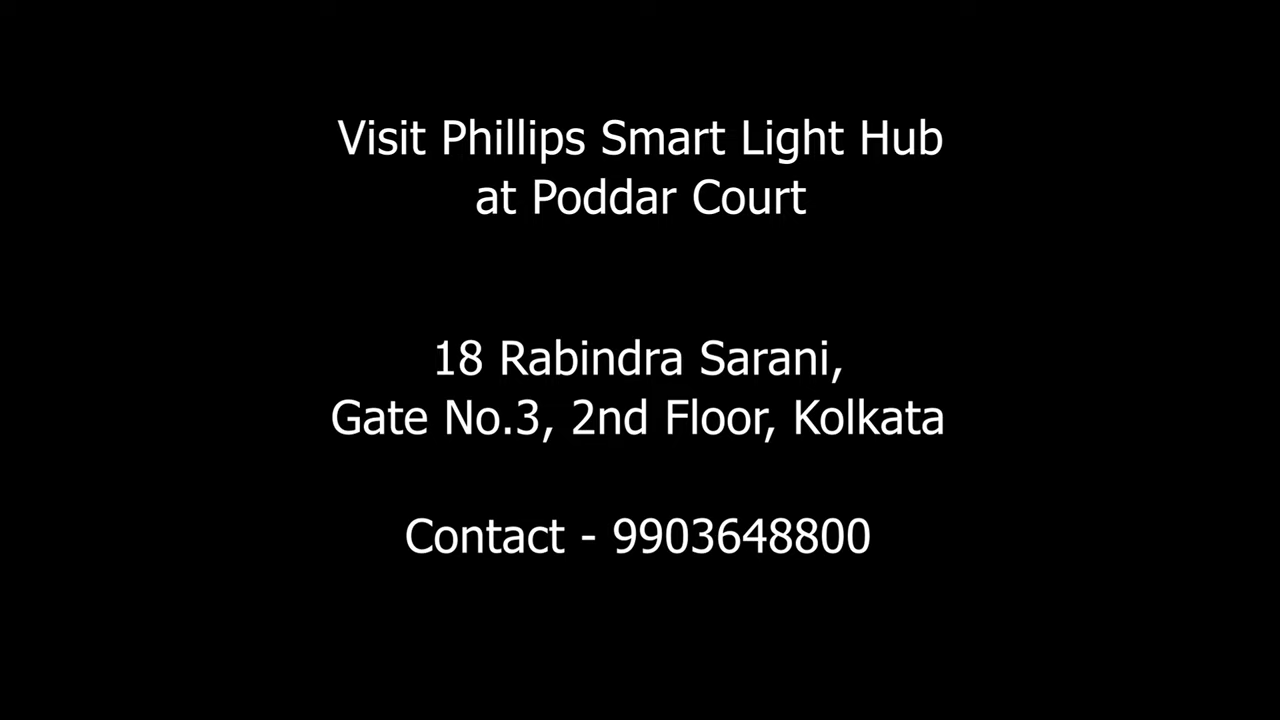 Visit Phillips Smart Light Hub
at Poddar Court
18 Rabindra Sarani,
Gate No.3, 2nd Floor, Kolkata
Contact - 9903648800